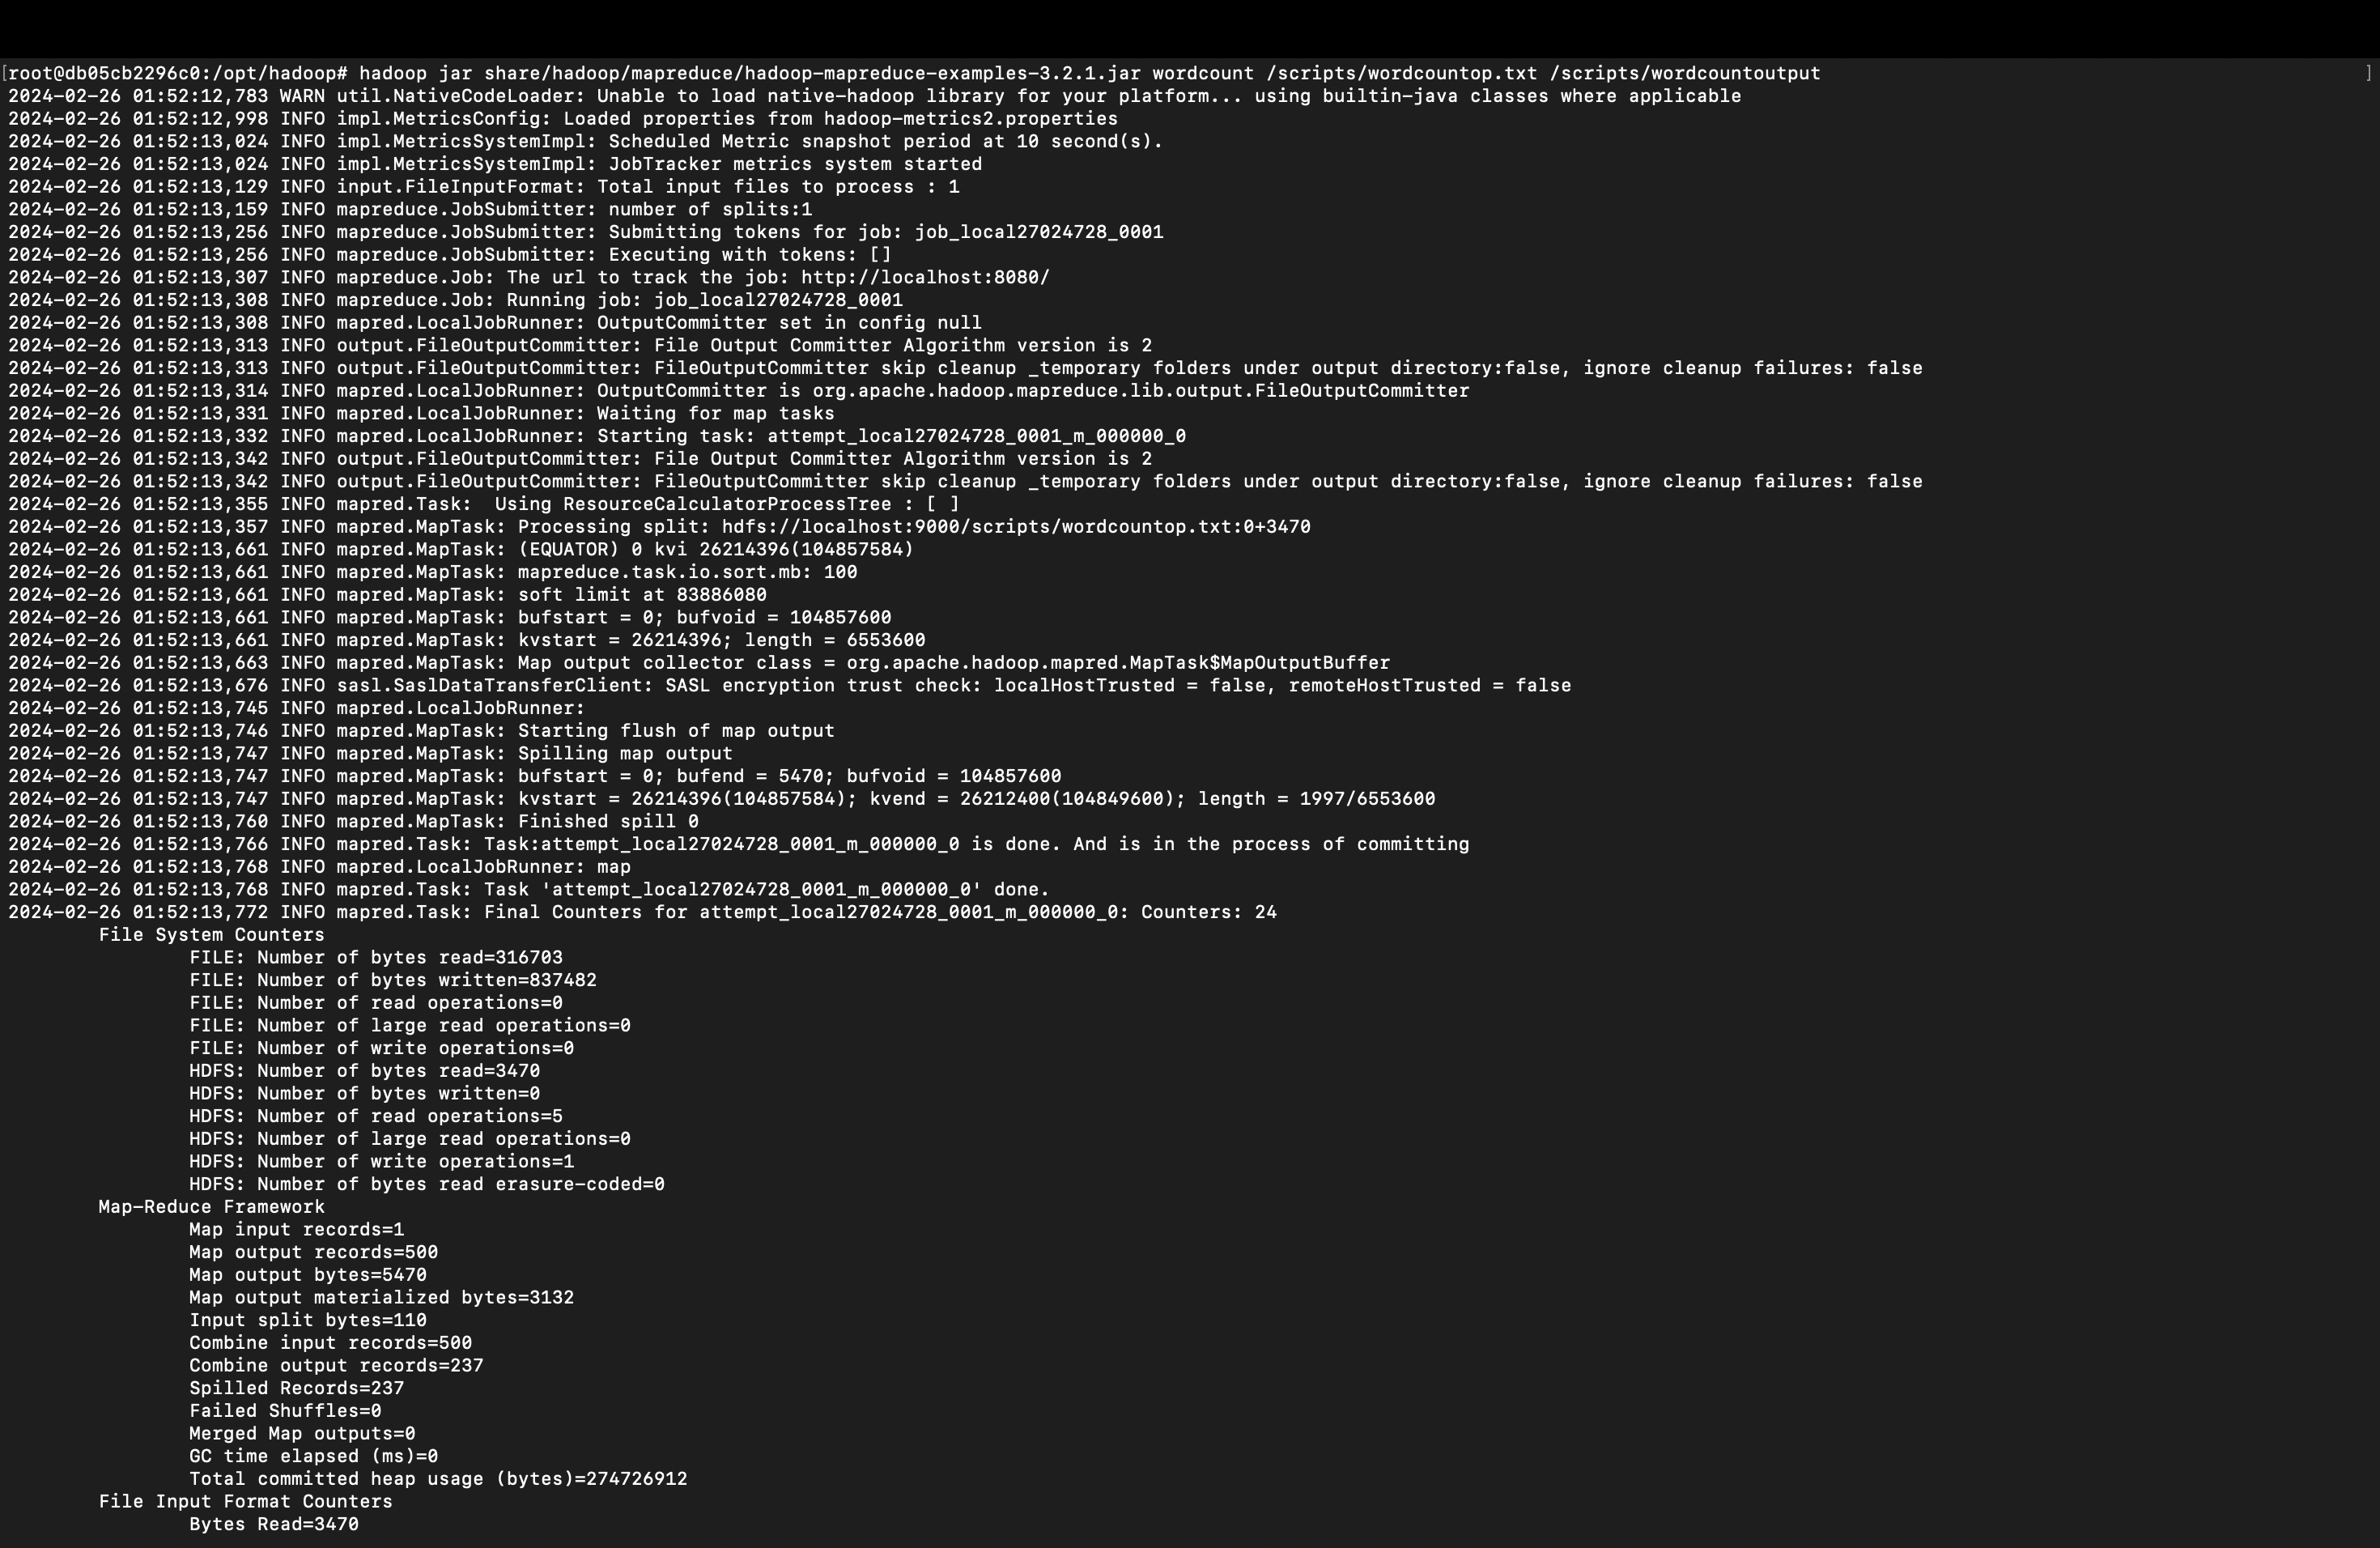 [root@db05cb2296c0:/opt/hadoop# hadoop jar share/hadoop/mapreduce/hadoop-mapreduce-examples-3.2.1.jar wordcount /scripts/wordcountop.txt /scripts/wordcountoutput ]
2024-02-26 01:52:12,783 WARN util.NativeCodeLoader: Unable to load native-hadoop library for your platform... using builtin-java classes where applicable
2024-02-26 01:52:12,998 INFO impl.MetricsConfig: Loaded properties from hadoop-metrics2.properties
2024-02-26 01:52:13,024 INFO impl.MetricsSystemImpl: Scheduled Metric snapshot period at 10 second(s).
2024-02-26 01:52:13,024 INFO impl.MetricsSystemImpl: JobTracker metrics system started
2024-02-26 01:52:13,129 INFO input.FileInputFormat: Total input files to process : 1
2024-02-26 01:52:13,159 INFO mapreduce.JobSubmitter: number of splits:1
2024-02-26 01:52:13,256 INFO mapreduce.JobSubmitter: Submitting tokens for job: job_local27024728_0001
2024-02-26 01:52:13,256 INFO mapreduce.JobSubmitter: Executing with tokens: []
2024-02-26 01:52:13,307 INFO mapreduce.Job: The url to track the job: http://localhost:8080/
2024-02-26 01:52:13,308 INFO mapreduce.Job: Running job: job_local27024728_0001
2024-02-26 01:52:13,308 INFO mapred.LocalJobRunner: OutputCommitter set in config null
2024-02-26 01:52:13,313 INFO output.FileOutputCommitter: File Output Committer Algorithm version is 2
2024-02-26 01:52:13,313 INFO output.FileOutputCommitter: FileOutputCommitter skip cleanup _temporary folders under output directory:false, ignore cleanup failures: false
2024-02-26 01:52:13,314 INFO mapred.LocalJobRunner: OutputCommitter is org.apache.hadoop.mapreduce.lib.output.FileOutputCommitter
2024-02-26 01:52:13,331 INFO mapred.LocalJobRunner: Waiting for map tasks
2024-02-26 01:52:13,332 INFO mapred.LocalJobRunner: Starting task: attempt_local27024728_0001_m_000000_0
2024-02-26 01:52:13,342 INFO output.FileOutputCommitter: File Output Committer Algorithm version is 2
2024-02-26 01:52:13,342 INFO output.FileOutputCommitter: FileOutputCommitter skip cleanup _temporary folders under output directory:false, ignore cleanup failures: false
2024-02-26 01:52:13,355 INFO mapred.Task:  Using ResourceCalculatorProcessTree : [ ]
2024-02-26 01:52:13,357 INFO mapred.MapTask: Processing split: hdfs://localhost:9000/scripts/wordcountop.txt:0+3470
2024-02-26 01:52:13,661 INFO mapred.MapTask: (EQUATOR) 0 kvi 26214396(104857584)
2024-02-26 01:52:13,661 INFO mapred.MapTask: mapreduce.task.io.sort.mb: 100
2024-02-26 01:52:13,661 INFO mapred.MapTask: soft limit at 83886080
2024-02-26 01:52:13,661 INFO mapred.MapTask: bufstart = 0; bufvoid = 104857600
2024-02-26 01:52:13,661 INFO mapred.MapTask: kvstart = 26214396; length = 6553600
2024-02-26 01:52:13,663 INFO mapred.MapTask: Map output collector class = org.apache.hadoop.mapred.MapTask$MapOutputBuffer
2024-02-26 01:52:13,676 INFO sasl.SaslDataTransferClient: SASL encryption trust check: localHostTrusted = false, remoteHostTrusted = false
2024-02-26 01:52:13,745 INFO mapred.LocalJobRunner:
2024-02-26 01:52:13,746 INFO mapred.MapTask: Starting flush of map output
2024-02-26 01:52:13,747 INFO mapred.MapTask: Spilling map output
2024-02-26 01:52:13,747 INFO mapred.MapTask: bufstart = 0; bufend = 5470; bufvoid = 104857600
2024-02-26 01:52:13,747 INFO mapred.MapTask: kvstart = 26214396(104857584); kvend = 26212400(104849600); length = 1997/6553600
2024-02-26 01:52:13,760 INFO mapred.MapTask: Finished spill 0
2024-02-26 01:52:13,766 INFO mapred.Task: Task:attempt_local27024728_0001_m_000000_0 is done. And is in the process of committing
2024-02-26 01:52:13,768 INFO mapred.LocalJobRunner: map
2024-02-26 01:52:13,768 INFO mapred.Task: Task 'attempt_local27024728_0001_m_000000_0' done.
2024-02-26 01:52:13,772 INFO mapred.Task: Final Counters for attempt_local27024728_0001_m_000000_0: Counters: 24
File System Counters
FILE: Number of bytes read=316703
FILE: Number of bytes written=837482
FILE: Number of read operations=0
FILE: Number of large read operations=0
FILE: Number of write operations=0
HDFS: Number of bytes read=3470
HDFS: Number of bytes written=0
HDFS: Number of read operations=5
HDFS: Number of large read operations=0
HDFS: Number of write operations=1
HDFS: Number of bytes read erasure-coded=0
Map-Reduce Framework
Map input records=1
Map output records=500
Map output bytes=5470
Map output materialized bytes=3132
Input split bytes=110
Combine input records=500
Combine output records=237
Spilled Records=237
Failed Shuffles=0
Merged Map outputs=0
GC time elapsed (ms)=0
Total committed heap usage (bytes)=274726912
File Input Format Counters
Bytes Read=3470